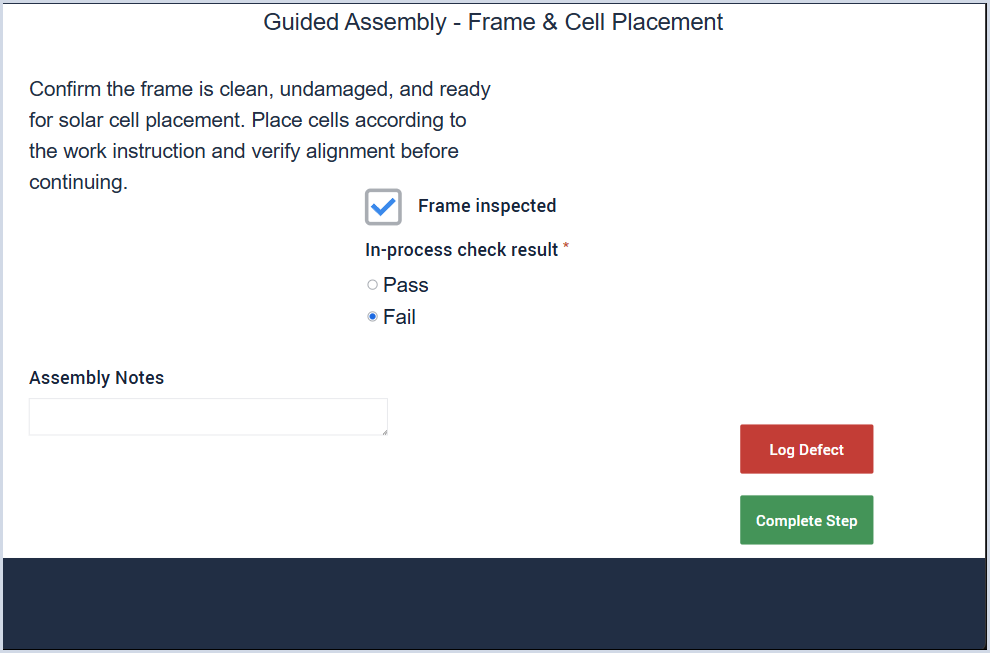 Guided Assembly - Frame & Cell Placement
Confirm the frame is clean, undamaged, and ready
for solar cell placement. Place cells according to
the work instruction and verify alignment before
continuing.
Frame inspected
In-process check result *
Pass
Fail
Assembly Notes
Log Defect
Complete Step